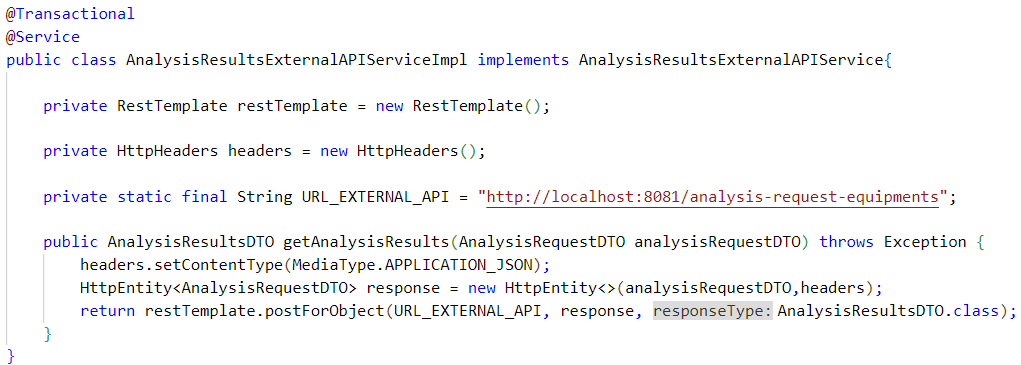 @Transactional
@Service
public class AnalysisResultsExternalAPIServiceImpl implements AnalysisResultsExternalAPIService{
private RestTemplate restTemplate = new RestTemplate();
private HttpHeaders headers = new HttpHeaders();
private static final String URL_EXTERNAL_API = "http://localhost:8081/analysis-request-equipments";
public AnalysisResultsDTO getAnalysisResults(AnalysisRequestDTO analysisRequestDTO) throws Exception {
headers.setContentType(MediaType.APPLICATION_JSON);
HttpEntity<AnalysisRequestDTO> response = new HttpEntity<>(analysisRequestDTO,headers);
return restTemplate.postForObject(URL_EXTERNAL_API, response, responseType: AnalysisResultsDTO.class);
}
}